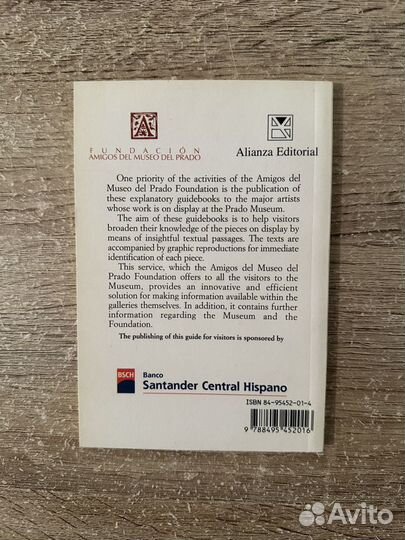 FUNDACIÓN
AMIGOS DEL MUSEO DEL PRADO
Alianza Editorial
One priority of the activities of the Amigos del
Museo del Prado Foundation is the publication of
these explanatory guidebooks to the major artists
whose work is on display at the Prado Museum.
The aim of these guidebooks is to help visitors
broaden their knowledge of the pieces on display by
means of insightful textual passages. The texts are
accompanied by graphic reproductions for immediate
identification of each piece.
This service, which the Amigos del Museo del
Prado Foundation offers to all the visitors to the
Museum, provides an innovative and efficient
solution for making information available within the
galleries themselves. In addition, it contains further
information regarding the Museum and the
Foundation.
The publishing of this guide for visitors is sponsored by
BSCH
Banco
Santander Central Hispano
ISBN 84-95452-01-4
9 788495 452016
Avito